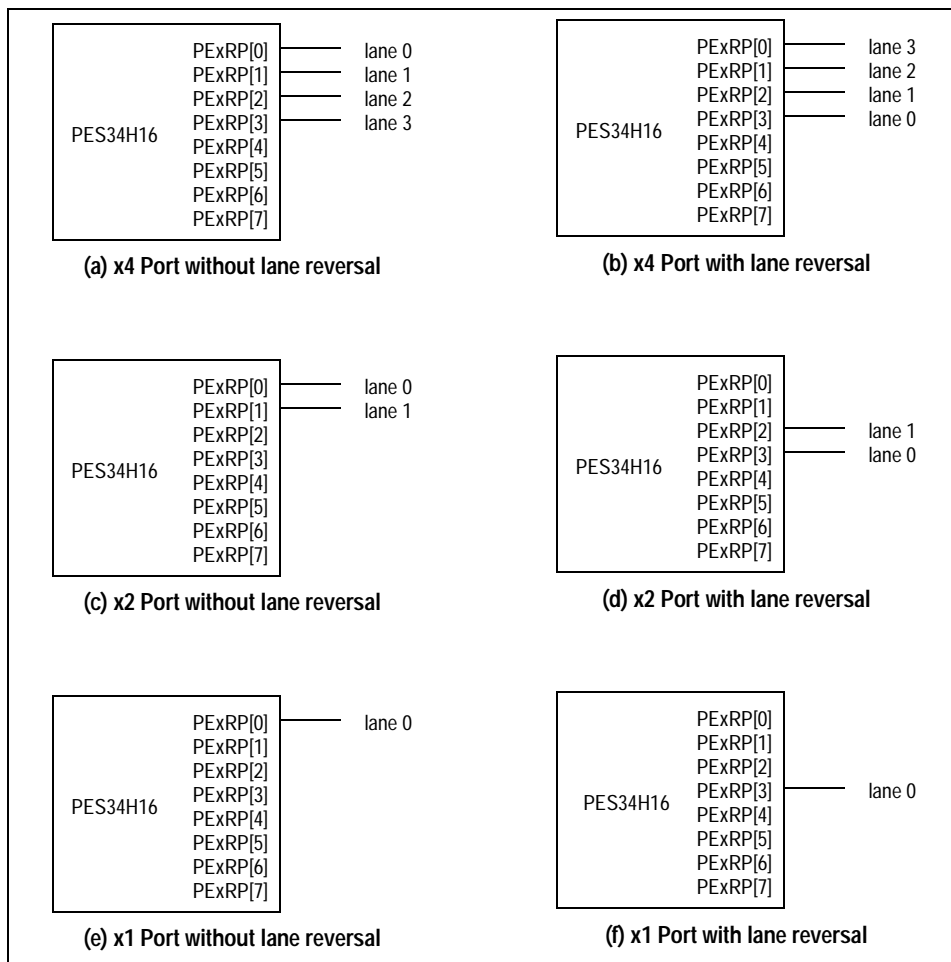 PES34H16
PExRP[0] lane 0
PExRP[1] lane 1
PExRP[2] lane 2
PExRP[3] lane 3
PExRP[4]
PExRP[5]
PExRP[6]
PExRP[7]
(a) x4 Port without lane reversal
PES34H16
PExRP[0] lane 3
PExRP[1] lane 2
PExRP[2] lane 1
PExRP[3] lane 0
PExRP[4]
PExRP[5]
PExRP[6]
PExRP[7]
(b) x4 Port with lane reversal
PES34H16
PExRP[0] lane 0
PExRP[1] lane 1
PExRP[2]
PExRP[3]
PExRP[4]
PExRP[5]
PExRP[6]
PExRP[7]
(c) x2 Port without lane reversal
PES34H16
PExRP[0]
PExRP[1]
PExRP[2] lane 1
PExRP[3] lane 0
PExRP[4]
PExRP[5]
PExRP[6]
PExRP[7]
(d) x2 Port with lane reversal
PES34H16
PExRP[0] lane 0
PExRP[1]
PExRP[2]
PExRP[3]
PExRP[4]
PExRP[5]
PExRP[6]
PExRP[7]
(e) x1 Port without lane reversal
PES34H16
PExRP[0]
PExRP[1]
PExRP[2]
PExRP[3] lane 0
PExRP[4]
PExRP[5]
PExRP[6]
PExRP[7]
(f) x1 Port with lane reversal